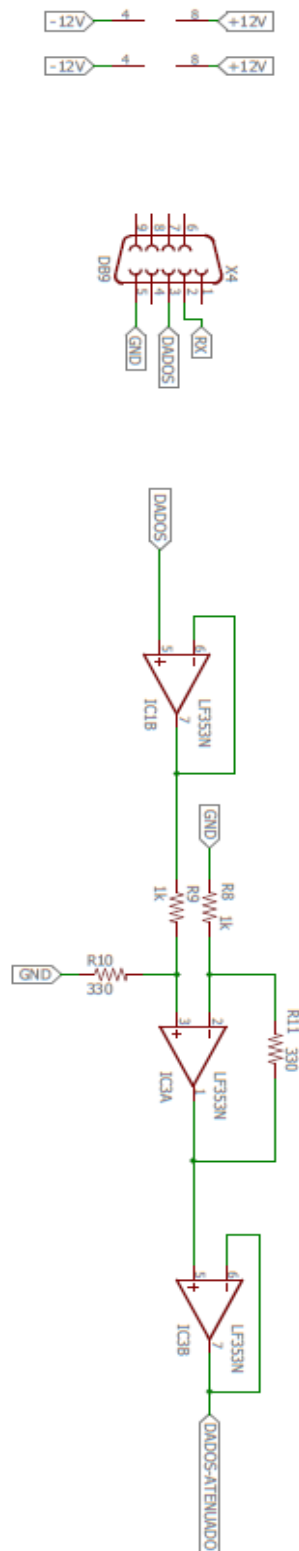 -12V 4 8 +12V
-12V 4 8 +12V
9 8 7 6
DB9
X4
5 4 3 2 1
GND
DADOS
RX
DADOS
6
5
LF353N
7
IC1B
GND
R8
1k
R9
1k
R10
330
GND
R11
330
2
3
LF353N
1
IC3A
6
5
LF353N
7
IC3B
DADOS-ATENUADO